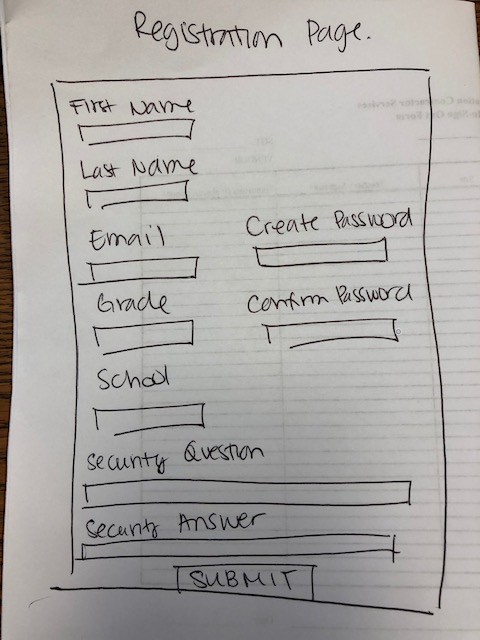 Registration Page.
First Name
Last Name
Email
Create Password
Grade
Confirm Password
School
Security Question
Security Answer
SUBMIT